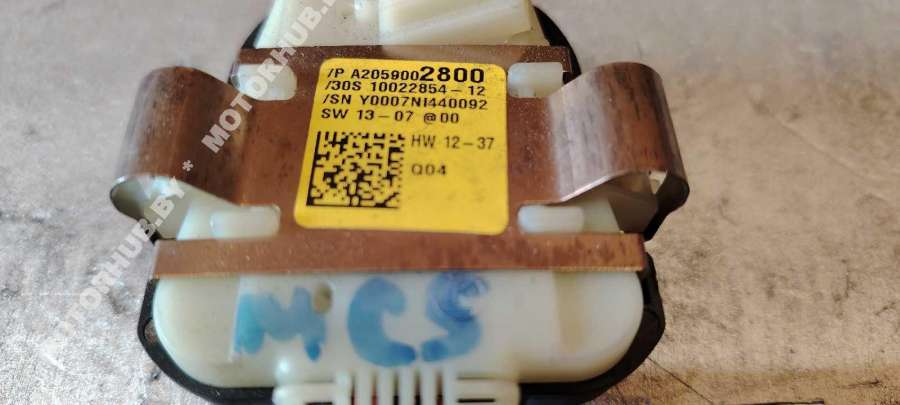 /P A2059002800
/30S 10022854-12
/SN Y0007NI440092
SW 13-07 @00
HW 12-37
Q04
MCS
MOTORHUB.BY * MOTORHUB.BY * MOTORHUB